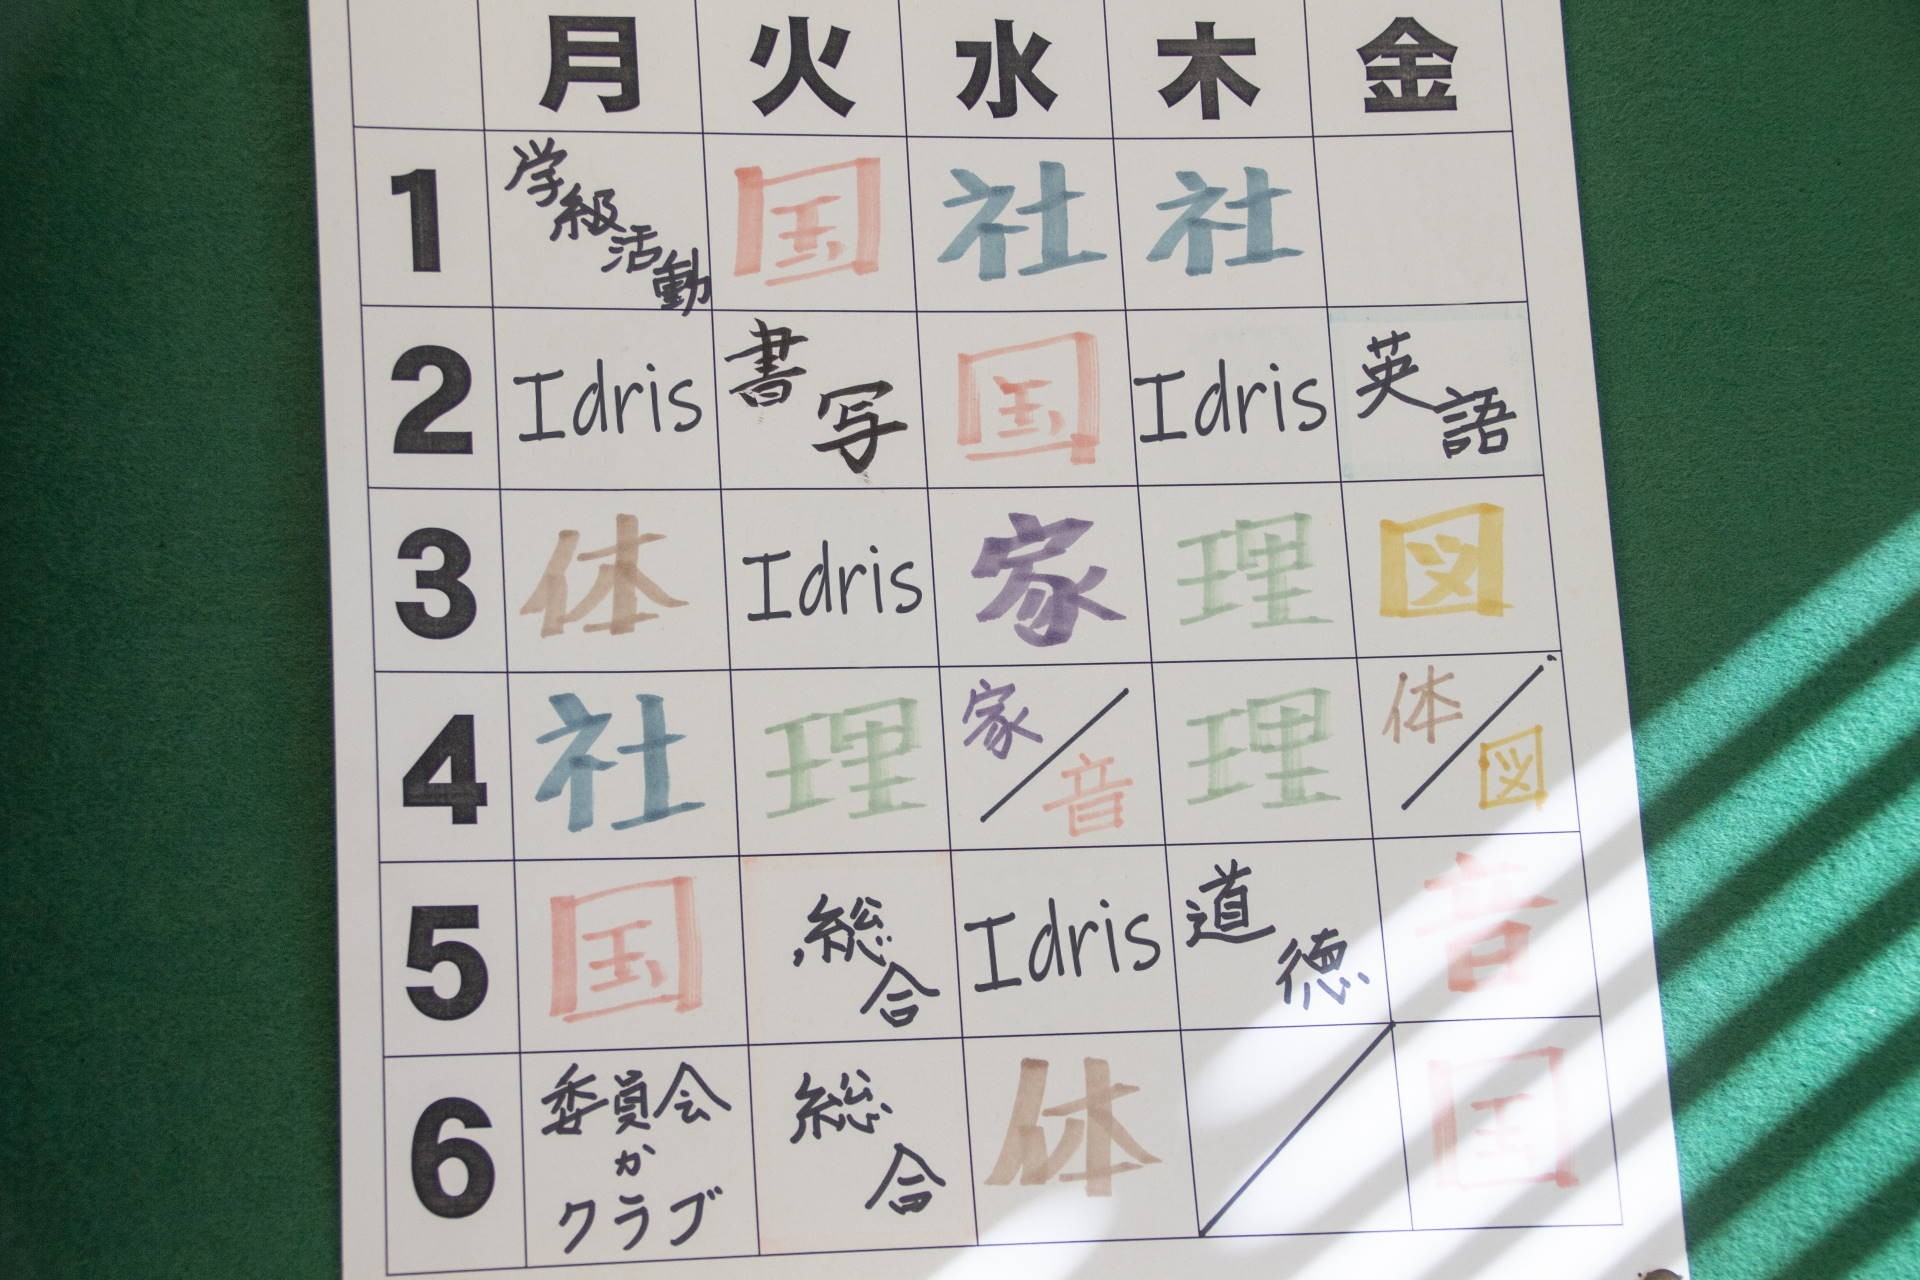 月 火 水 木 金
1 学級活動 国 社 社
2 Idris 書写 国 Idris 英語
3 体 Idris 家 理 図
4 社 理 家/音 理 体/図
5 国 総合 Idris 道徳 音
6 委員会かクラブ 総合 体 / 国